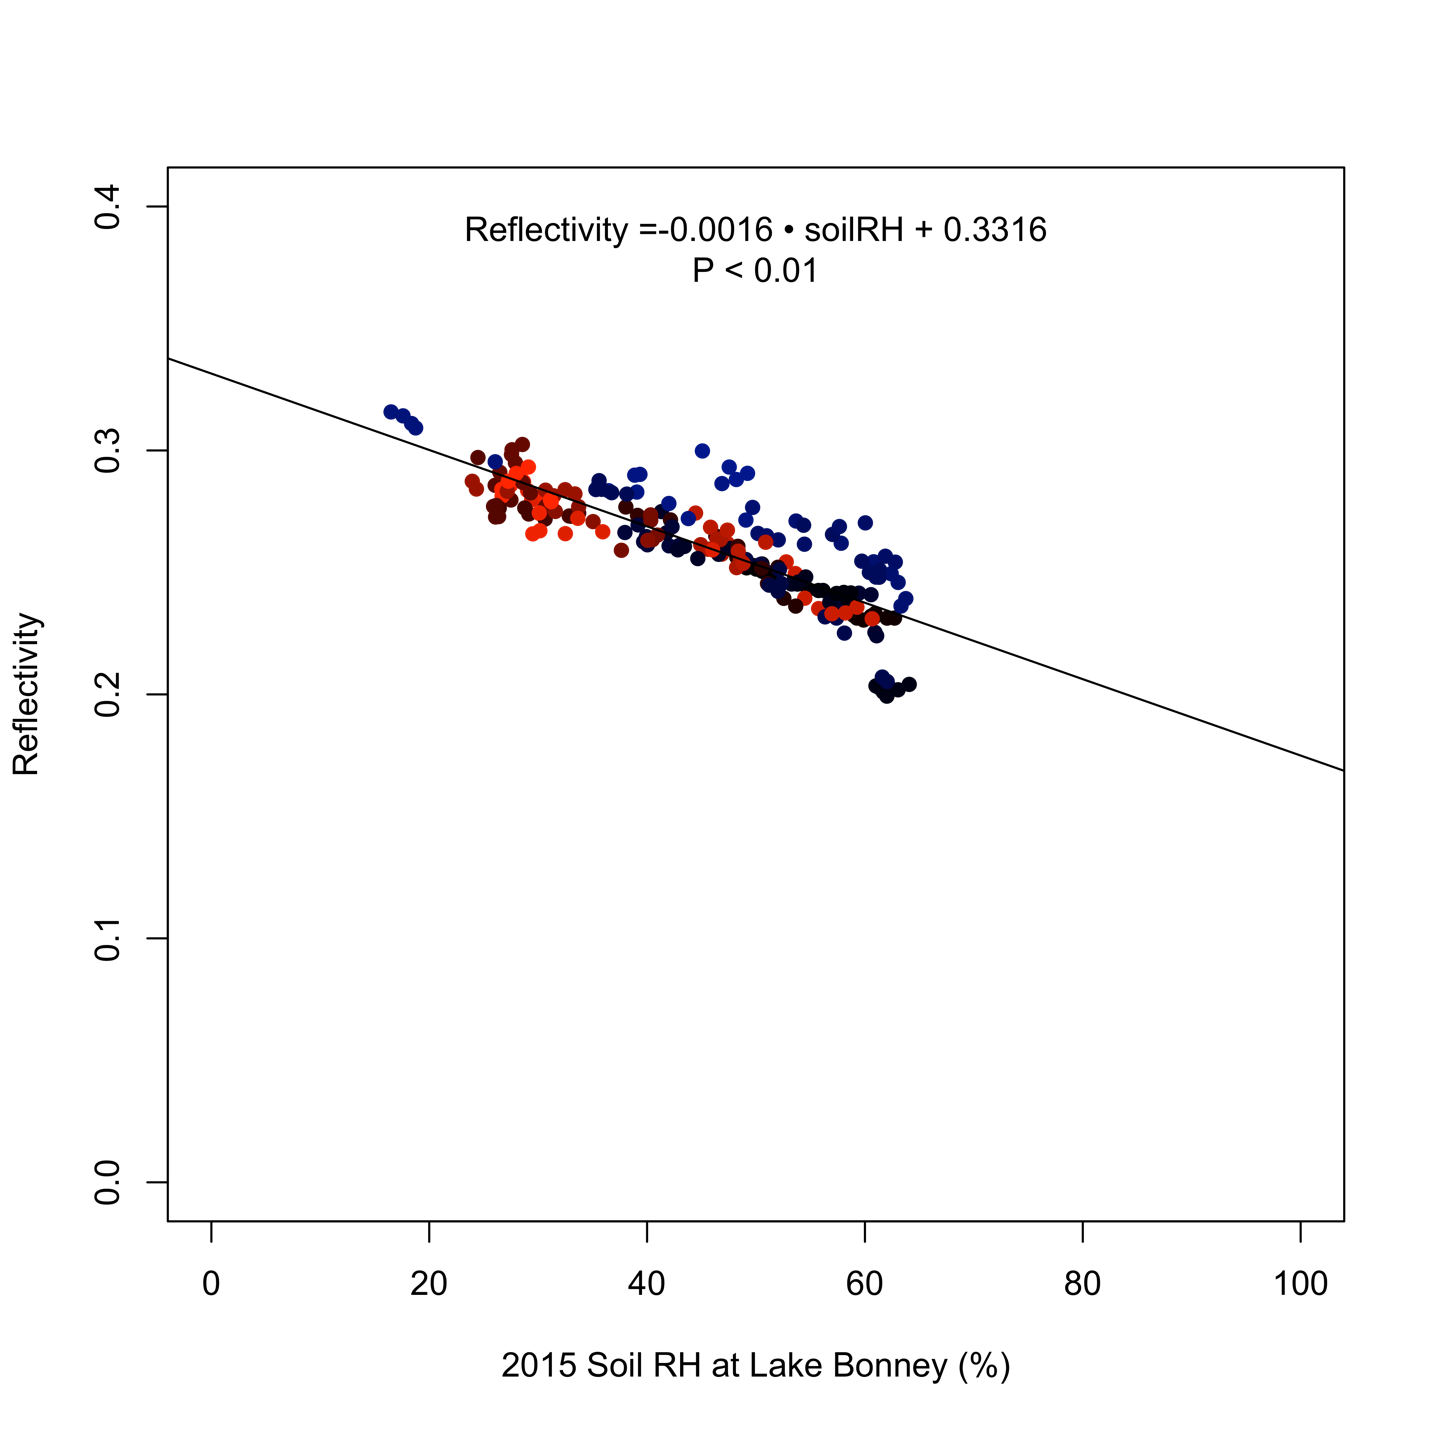 Reflectivity =-0.0016 • soilRH + 0.3316
P < 0.01
0.4
0.3
0.2
0.1
0.0
Reflectivity
0 20 40 60 80 100
2015 Soil RH at Lake Bonney (%)